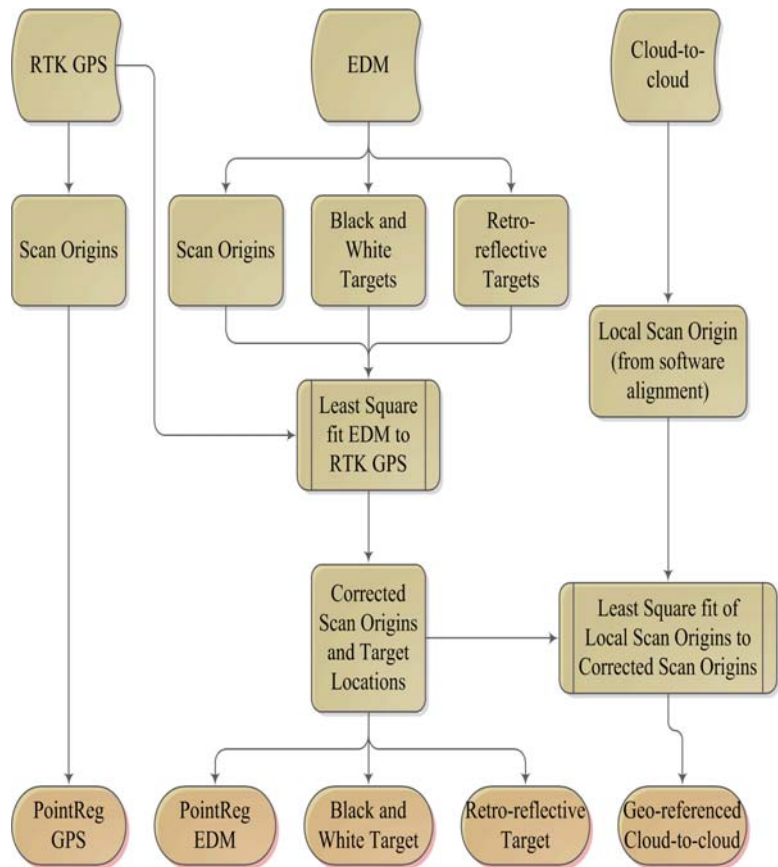 RTK GPS
EDM
Cloud-to-
cloud
Scan Origins
Scan Origins
Black and
White
Targets
Retro-
reflective
Targets
Local Scan Origin
(from software
alignment)
Least Square
fit EDM to
RTK GPS
Corrected
Scan Origins
and Target
Locations
Least Square fit of
Local Scan Origins to
Corrected Scan Origins
PointReg
GPS
PointReg
EDM
Black and
White Target
Retro-reflective
Target
Geo-referenced
Cloud-to-cloud